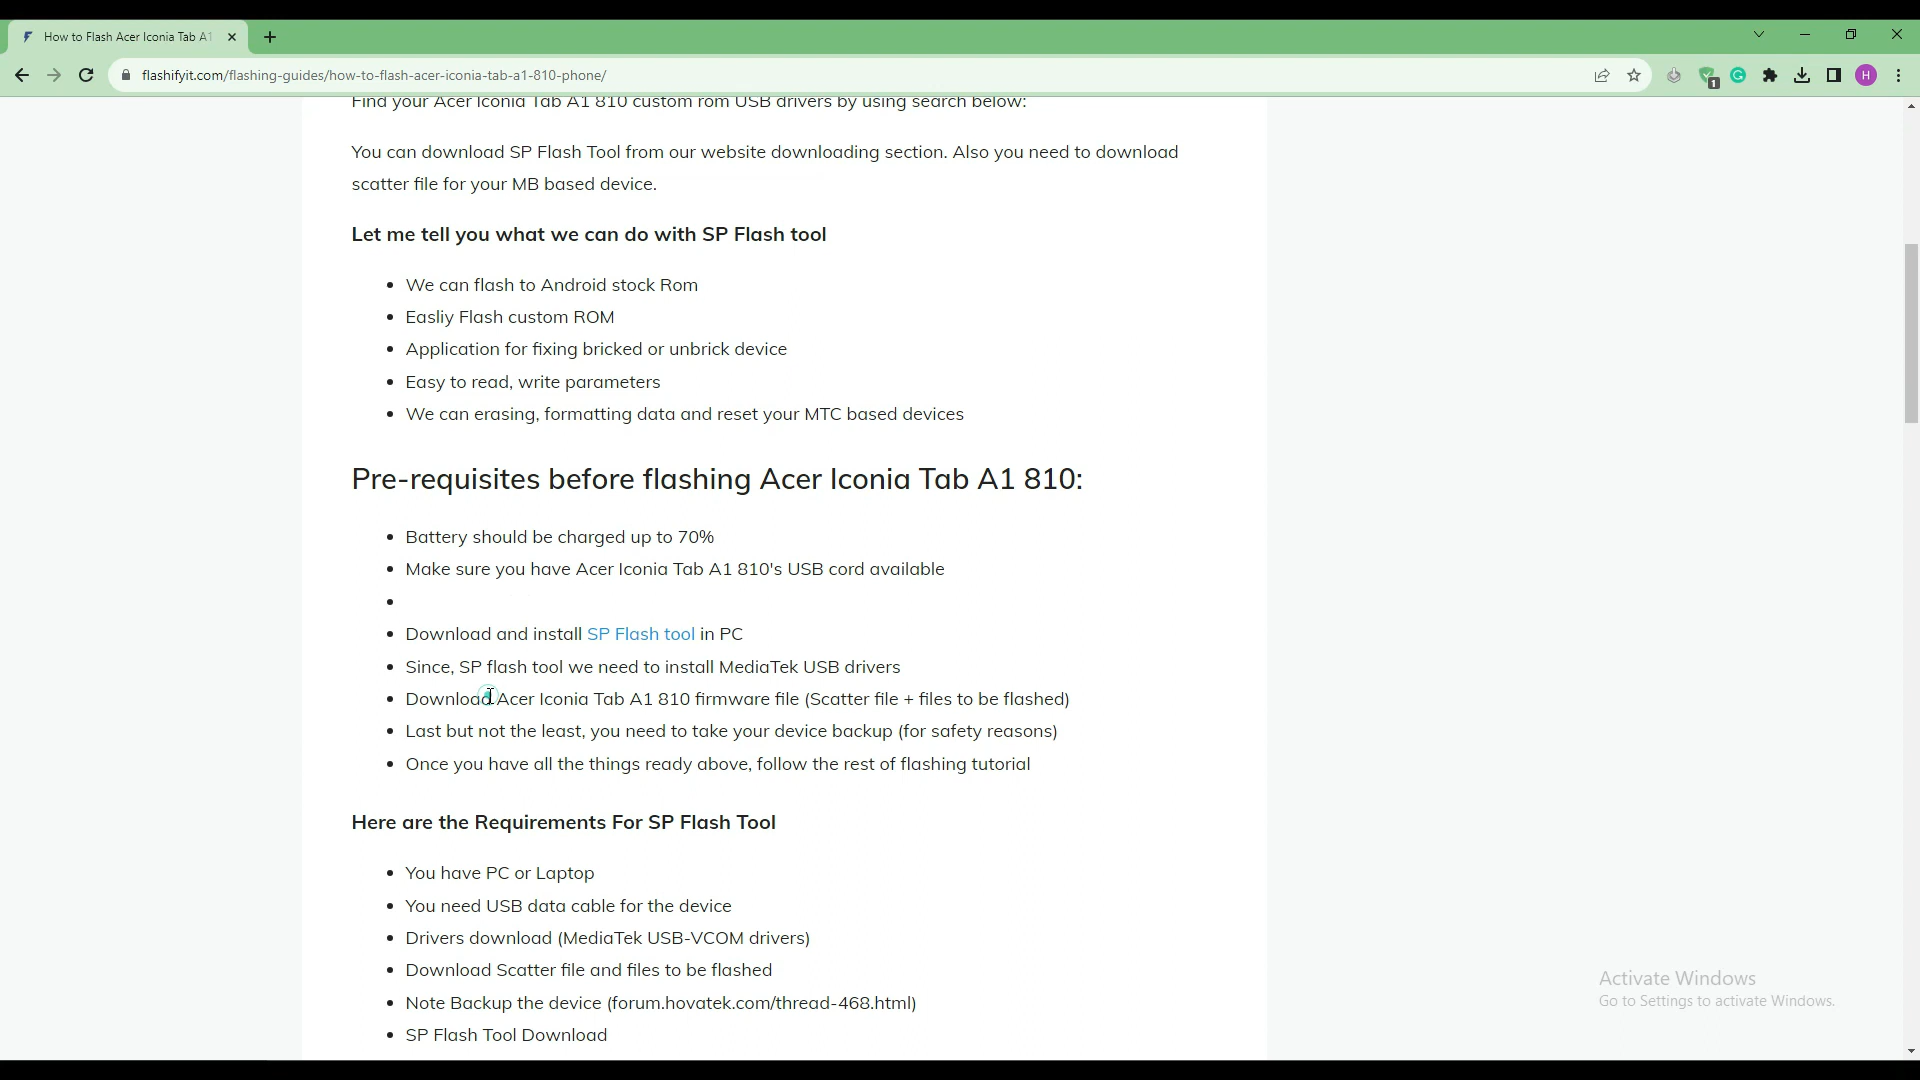 How to Flash Acer Iconia Tab A1
flashifyit.com/flashing-guides/how-to-flash-acer-iconia-tab-a1-810-phone/
1
H
Find your Acer Iconia Tab A1 810 custom rom USB drivers by using search below:
You can download SP Flash Tool from our website downloading section. Also you need to download
scatter file for your MB based device.
Let me tell you what we can do with SP Flash tool
• We can flash to Android stock Rom
• Easliy Flash custom ROM
• Application for fixing bricked or unbrick device
• Easy to read, write parameters
• We can erasing, formatting data and reset your MTC based devices
Pre-requisites before flashing Acer Iconia Tab A1 810:
• Battery should be charged up to 70%
• Make sure you have Acer Iconia Tab A1 810's USB cord available
•
• Download and install SP Flash tool in PC
• Since, SP flash tool we need to install MediaTek USB drivers
• Download Acer Iconia Tab A1 810 firmware file (Scatter file + files to be flashed)
• Last but not the least, you need to take your device backup (for safety reasons)
• Once you have all the things ready above, follow the rest of flashing tutorial
Here are the Requirements For SP Flash Tool
• You have PC or Laptop
• You need USB data cable for the device
• Drivers download (MediaTek USB-VCOM drivers)
• Download Scatter file and files to be flashed
• Note Backup the device (forum.hovatek.com/thread-468.html)
• SP Flash Tool Download
Activate Windows
Go to Settings to activate Windows.